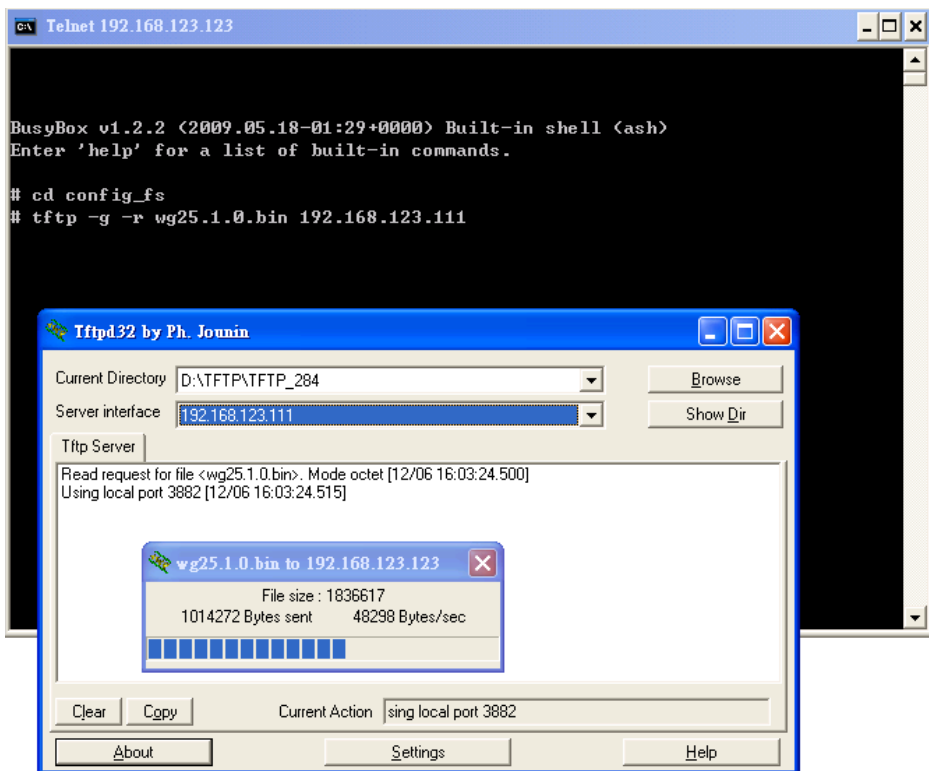 Telnet 192.168.123.123
BusyBox v1.2.2 (2009.05.18-01:29+0000) Built-in shell (ash)
Enter 'help' for a list of built-in commands.
# cd config_fs
# tftp -g -r wg25.1.0.bin 192.168.123.111
Tftpd32 by Ph. Jounin
Current Directory D:\TFTP\TFTP_284 Browse
Server interface 192.168.123.111 Show Dir
Tftp Server
Read request for file <wg25.1.0.bin>. Mode octet [12/06 16:03:24.500]
Using local port 3882 [12/06 16:03:24.515]
wg25.1.0.bin to 192.168.123.123
File size : 1836617
1014272 Bytes sent 48298 Bytes/sec
Clear Copy Current Action sing local port 3882
About Settings Help